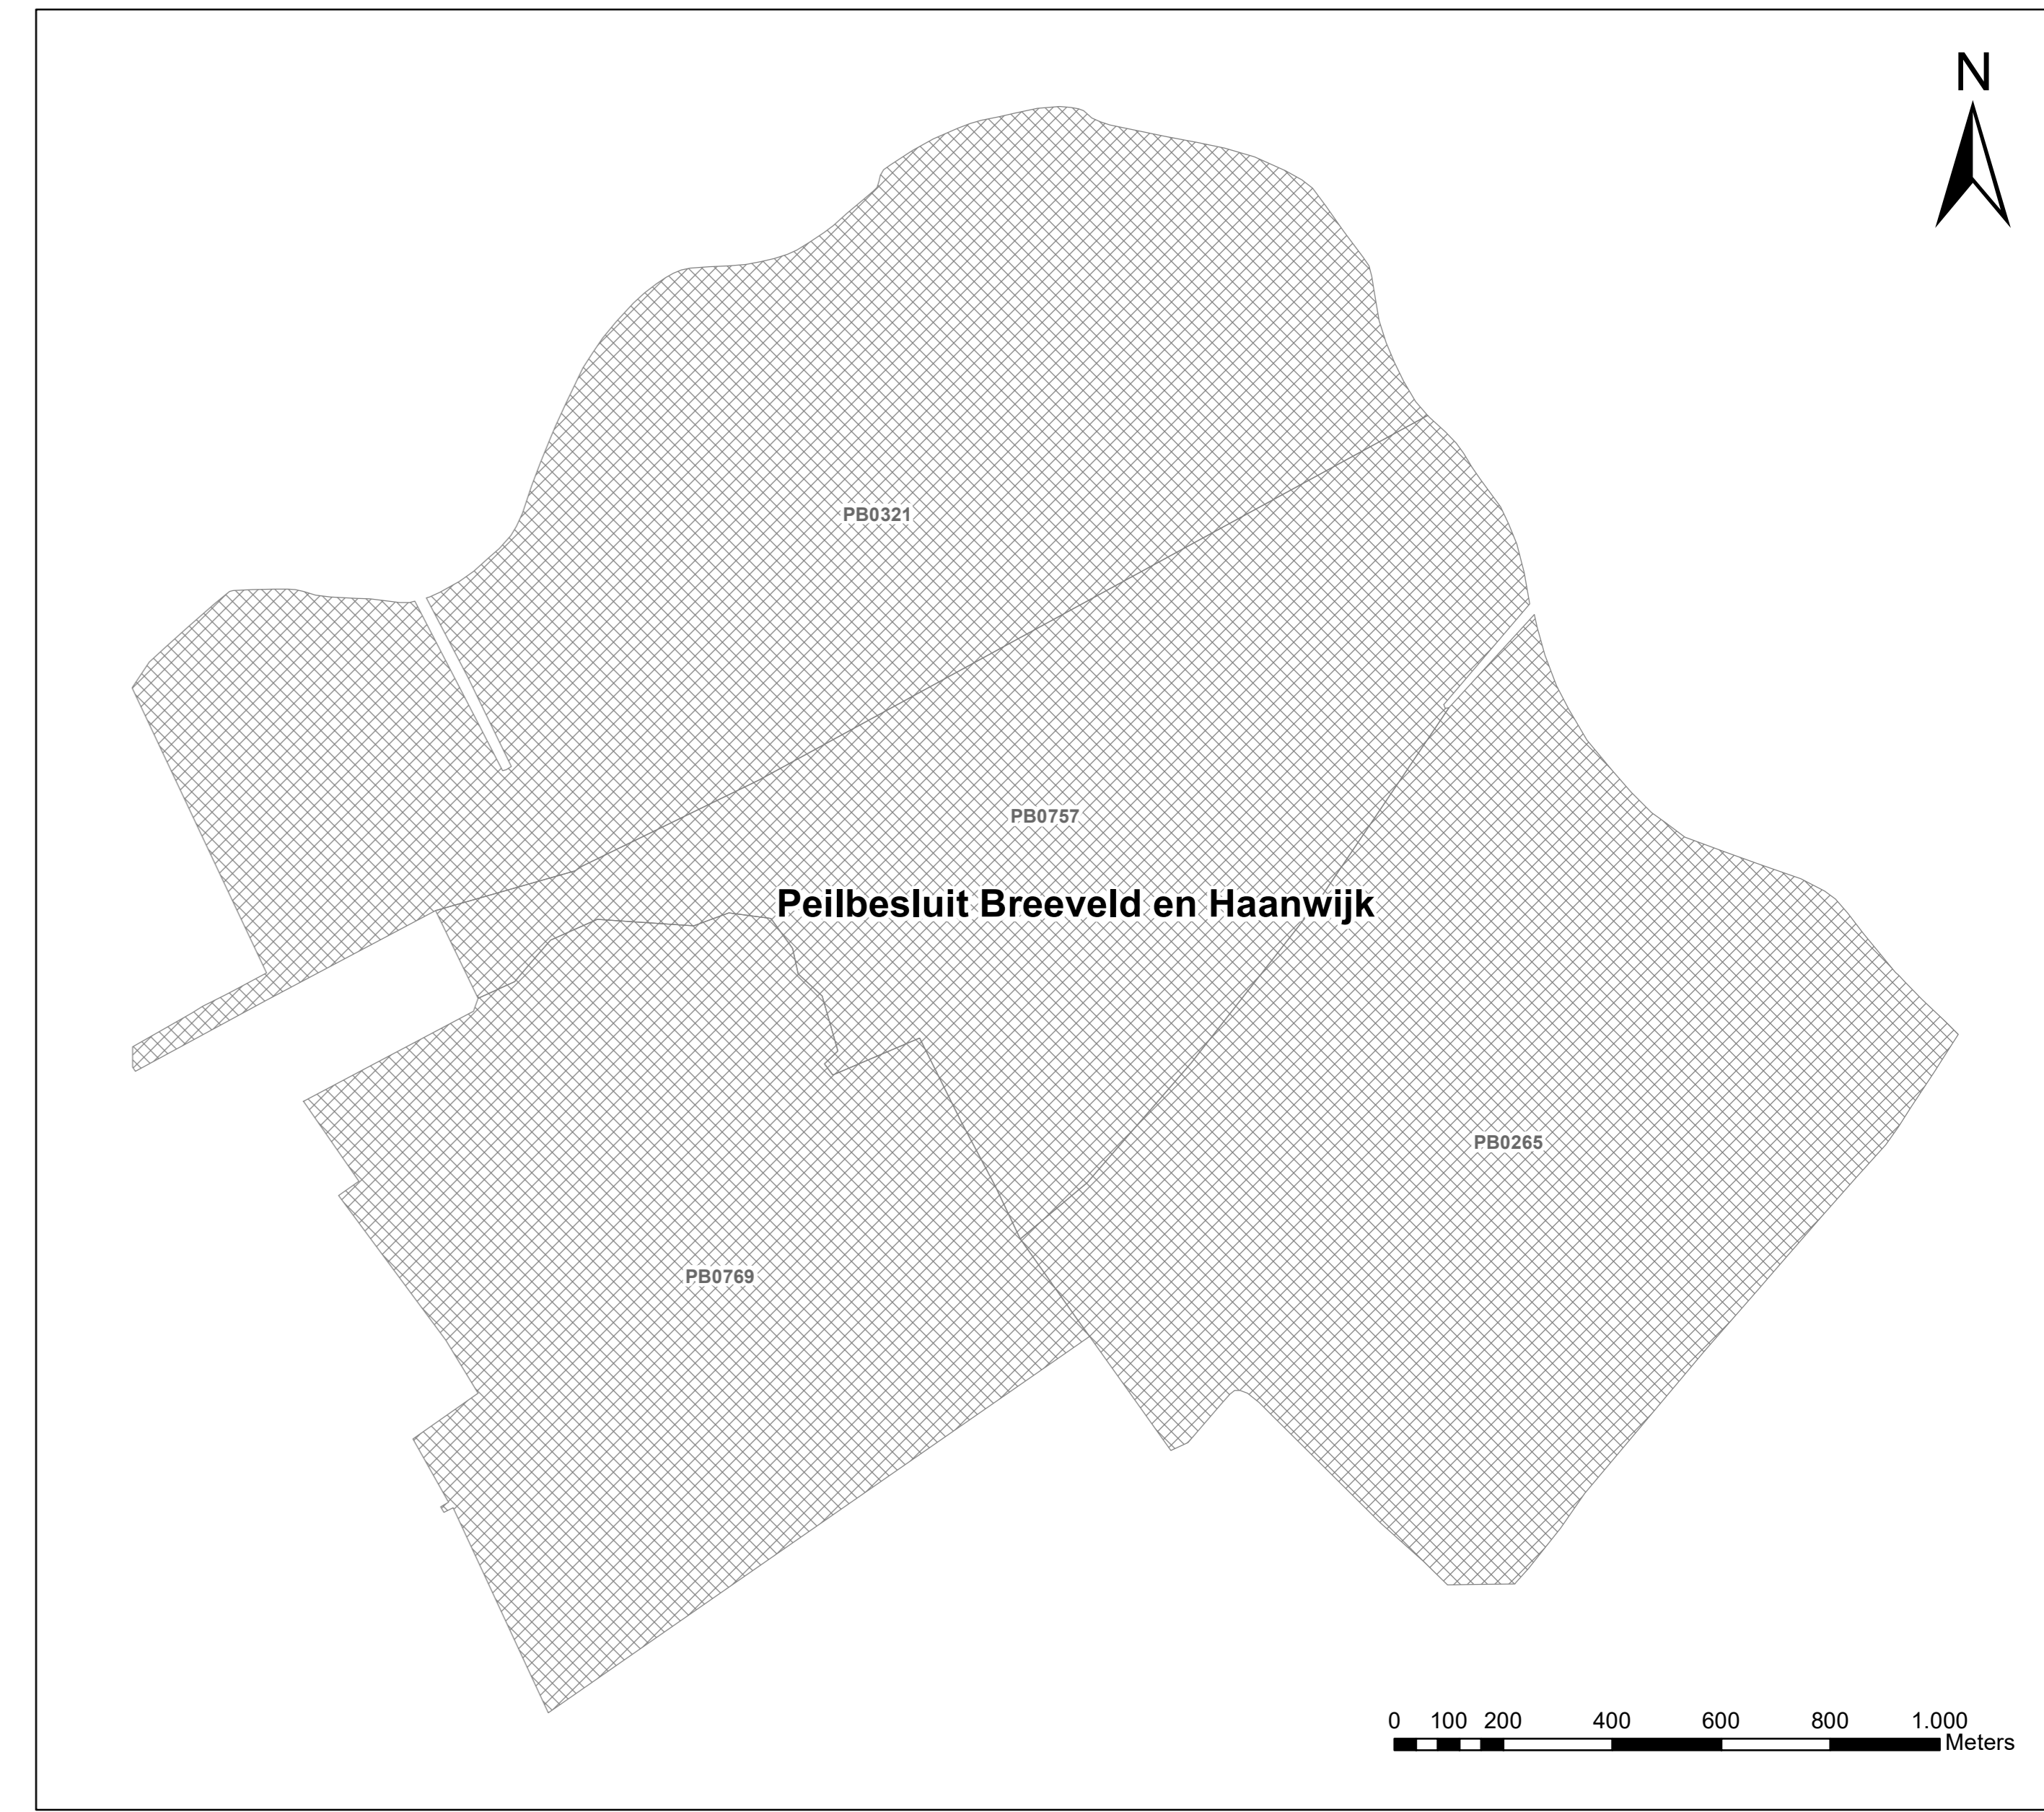 N
PB0321
PB0757
Peilbesluit Breeveld en Haanwijk
PB0265
PB0769
0 100 200 400 600 800 1.000
Meters